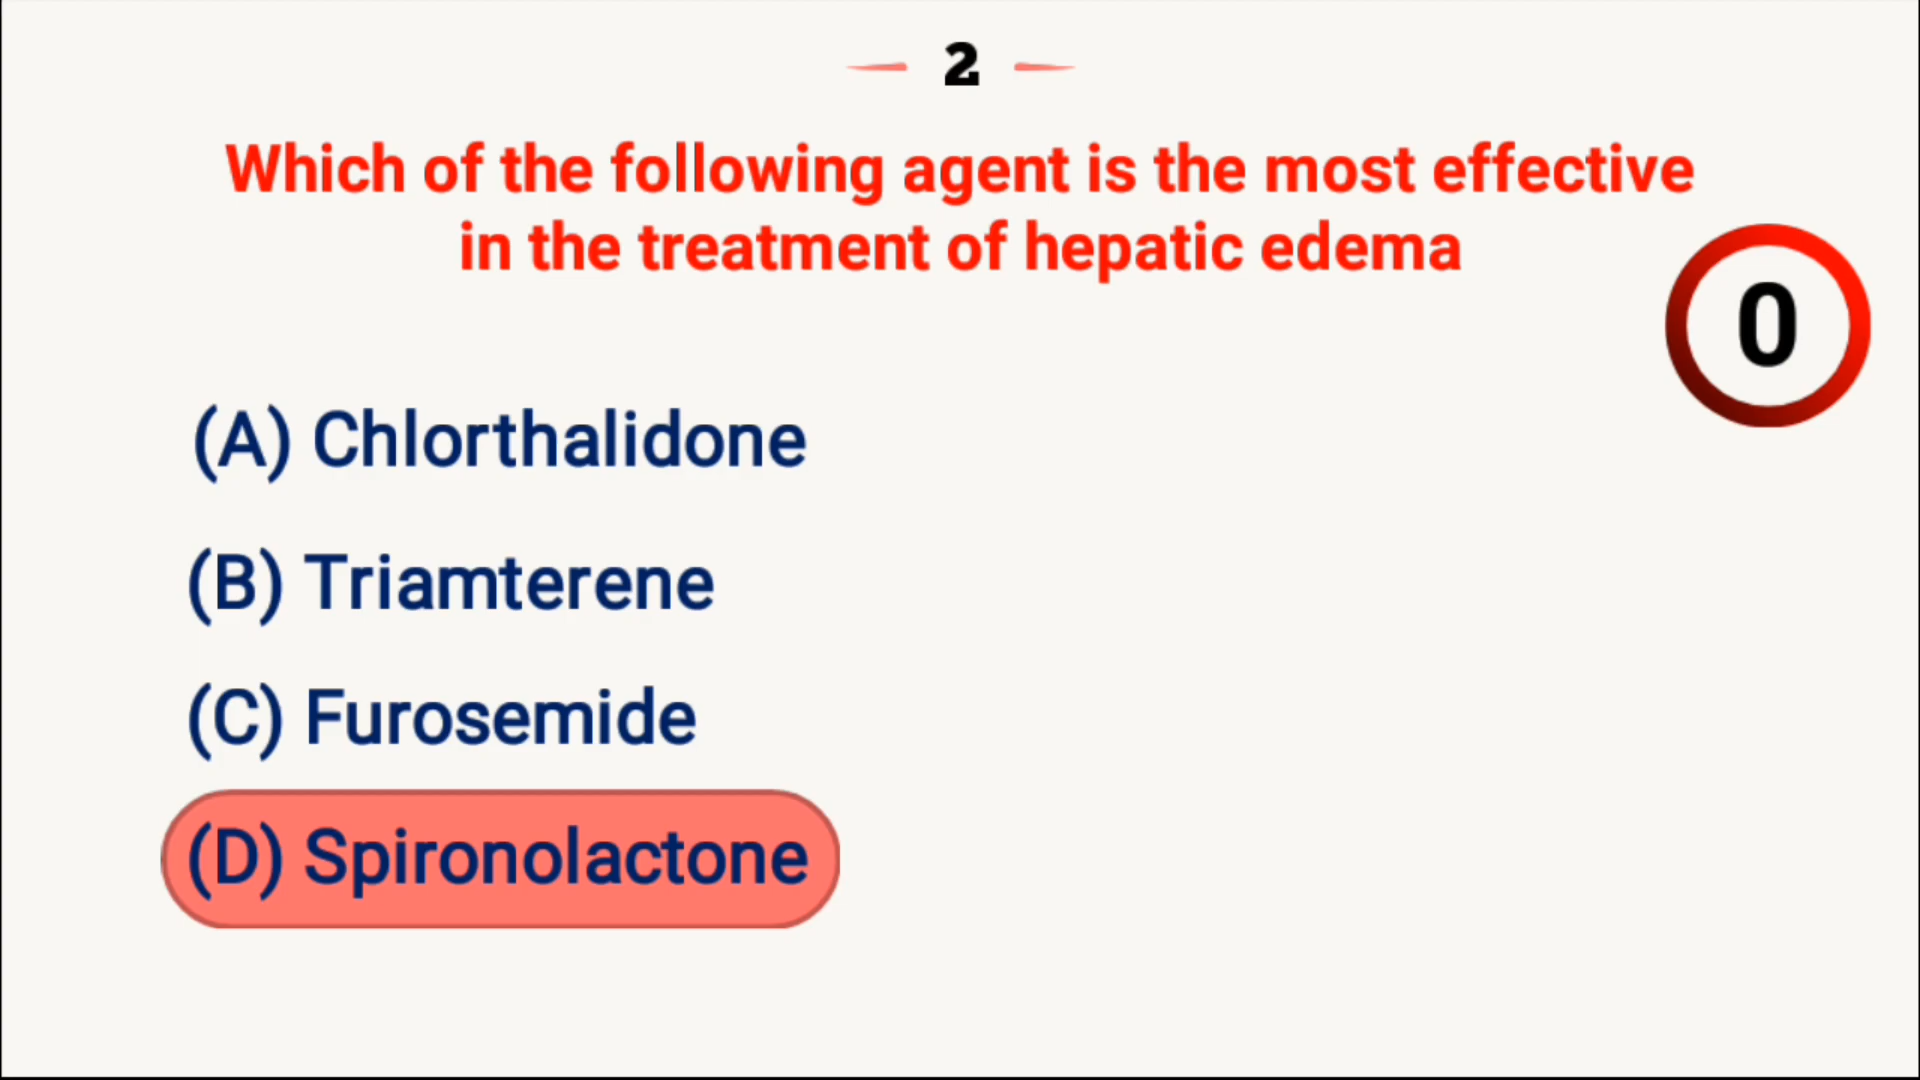 2
Which of the following agent is the most effective
in the treatment of hepatic edema
0
(A) Chlorthalidone
(B) Triamterene
(C) Furosemide
(D) Spironolactone